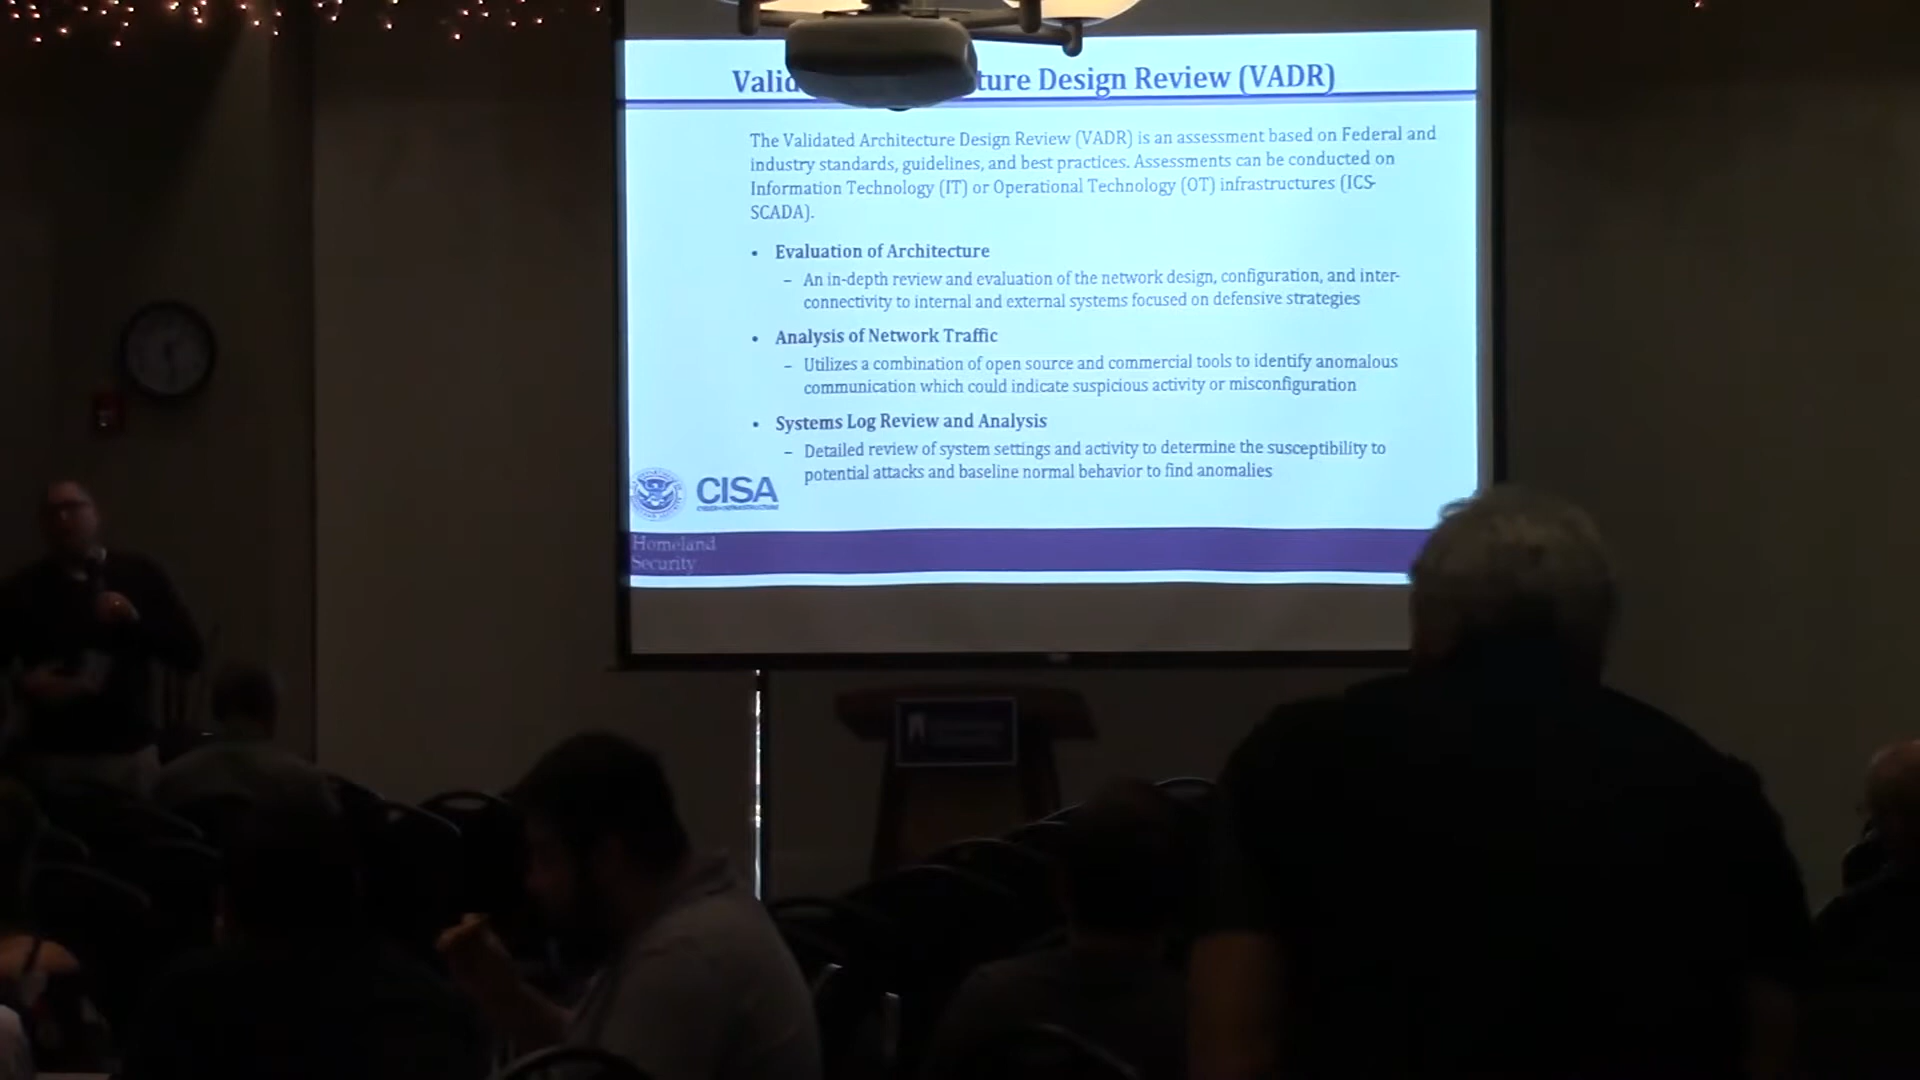 Valid ture Design Review (VADR)
The Validated Architecture Design Review (VADR) is an assessment based on Federal and
industry standards, guidelines, and best practices. Assessments can be conducted on
Information Technology (IT) or Operational Technology (OT) infrastructures (ICS-
SCADA).
• Evaluation of Architecture
– An in-depth review and evaluation of the network design, configuration, and inter-
connectivity to internal and external systems focused on defensive strategies
• Analysis of Network Traffic
– Utilizes a combination of open source and commercial tools to identify anomalous
communication which could indicate suspicious activity or misconfiguration
• Systems Log Review and Analysis
– Detailed review of system settings and activity to determine the susceptibility to
potential attacks and baseline normal behavior to find anomalies
CISA
Homeland
Security